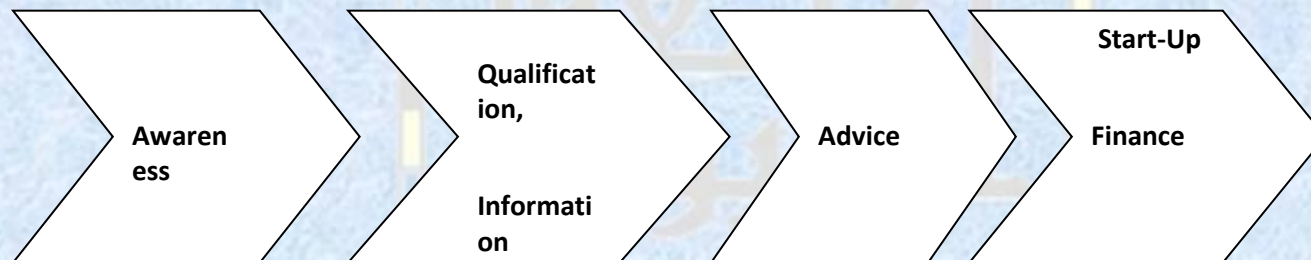 Awaren
ess
Qualificat
ion,
Informati
on
Advice
Start-Up
Finance